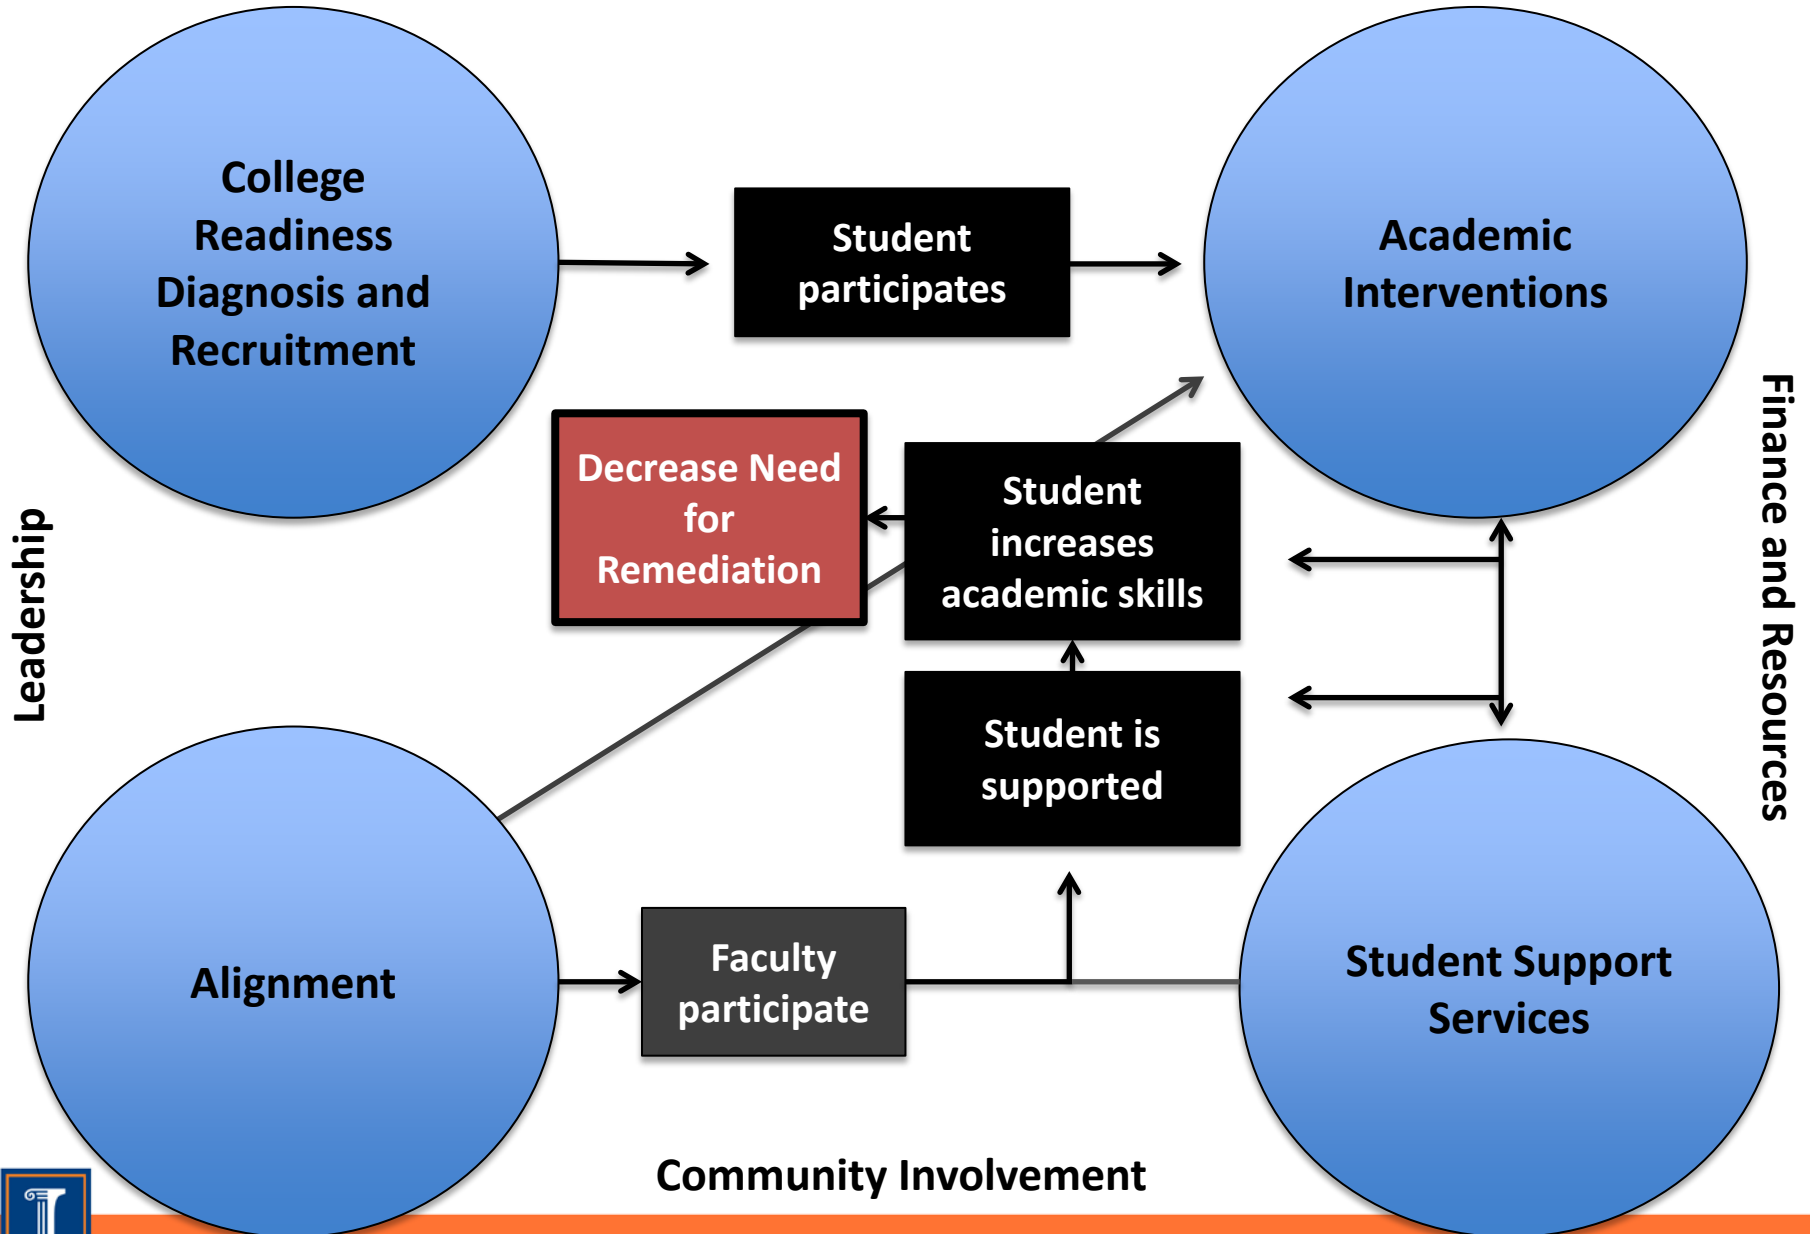 College
Readiness
Diagnosis and
Recruitment
Student
participates
Academic
Interventions
Decrease Need
for
Remediation
Student
increases
academic skills
Leadership
Finance and Resources
Student is
supported
Alignment
Faculty
participate
Student Support
Services
Community Involvement